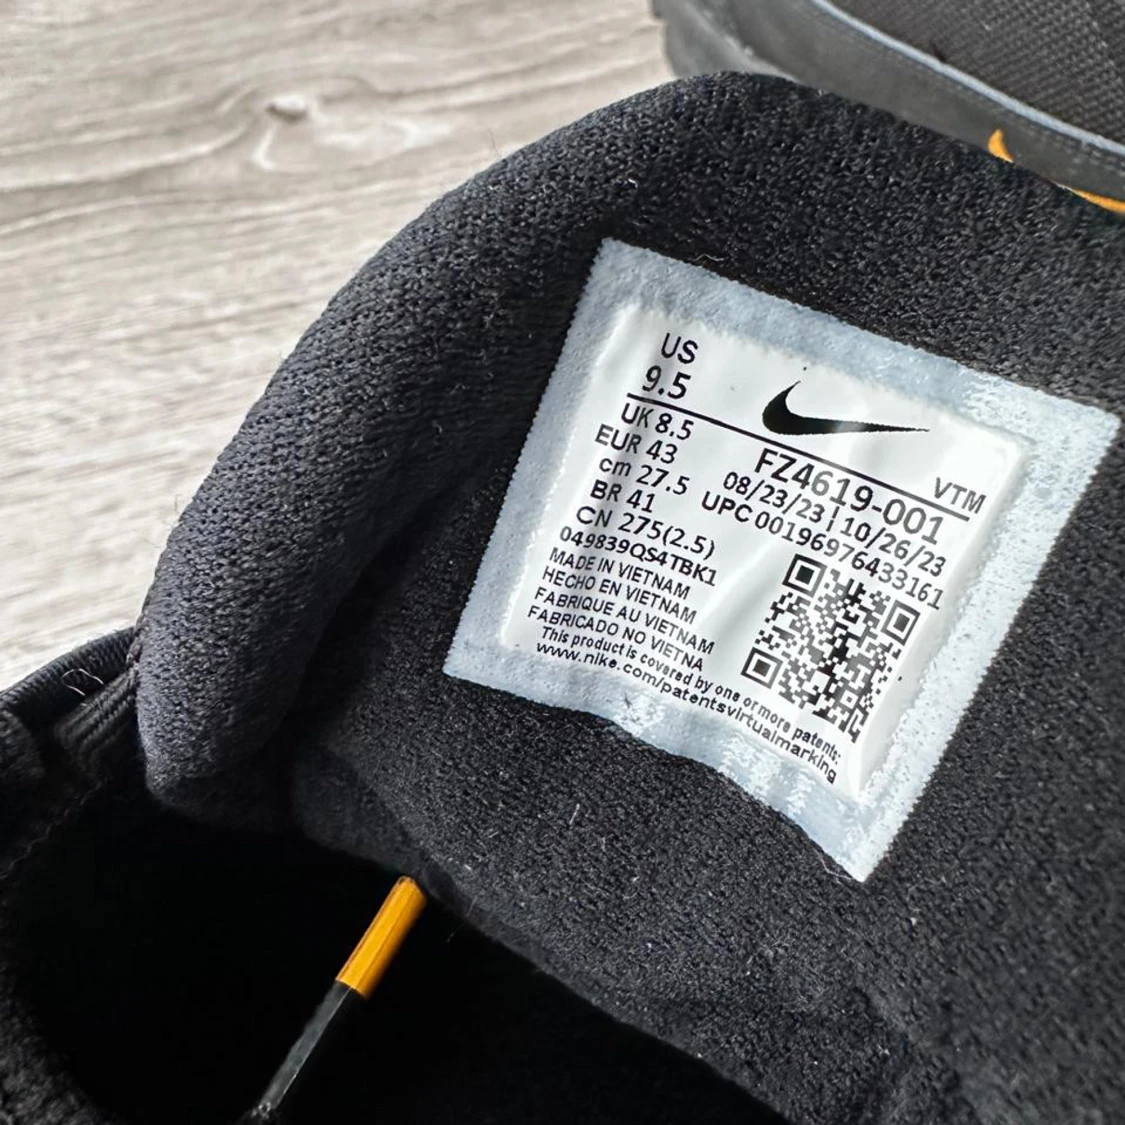 US
9.5
UK 8.5
EUR 43
cm 27.5
BR 41
CN 275(2.5)
049839QS4TBK1
MADE IN VIETNAM
HECHO EN VIETNAM
FABRIQUE AU VIETNAM
FABRICADO NO VIETNA
This product is covered by one or more patents:
www.nike.com/patentsvirtualmarking
VTM
FZ4619-001
08/23/23 | 10/26/23
UPC 00196976433161